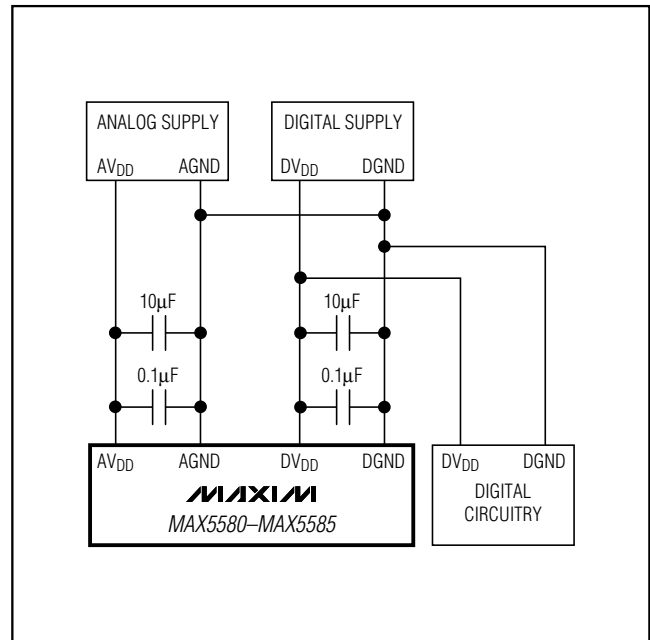 ANALOG SUPPLY
AVDD AGND
DIGITAL SUPPLY
DVDD DGND
10µF
10µF
0.1µF
0.1µF
AVDD AGND DVDD DGND
MAXIM
MAX5580–MAX5585
DVDD DGND
DIGITAL
CIRCUITRY